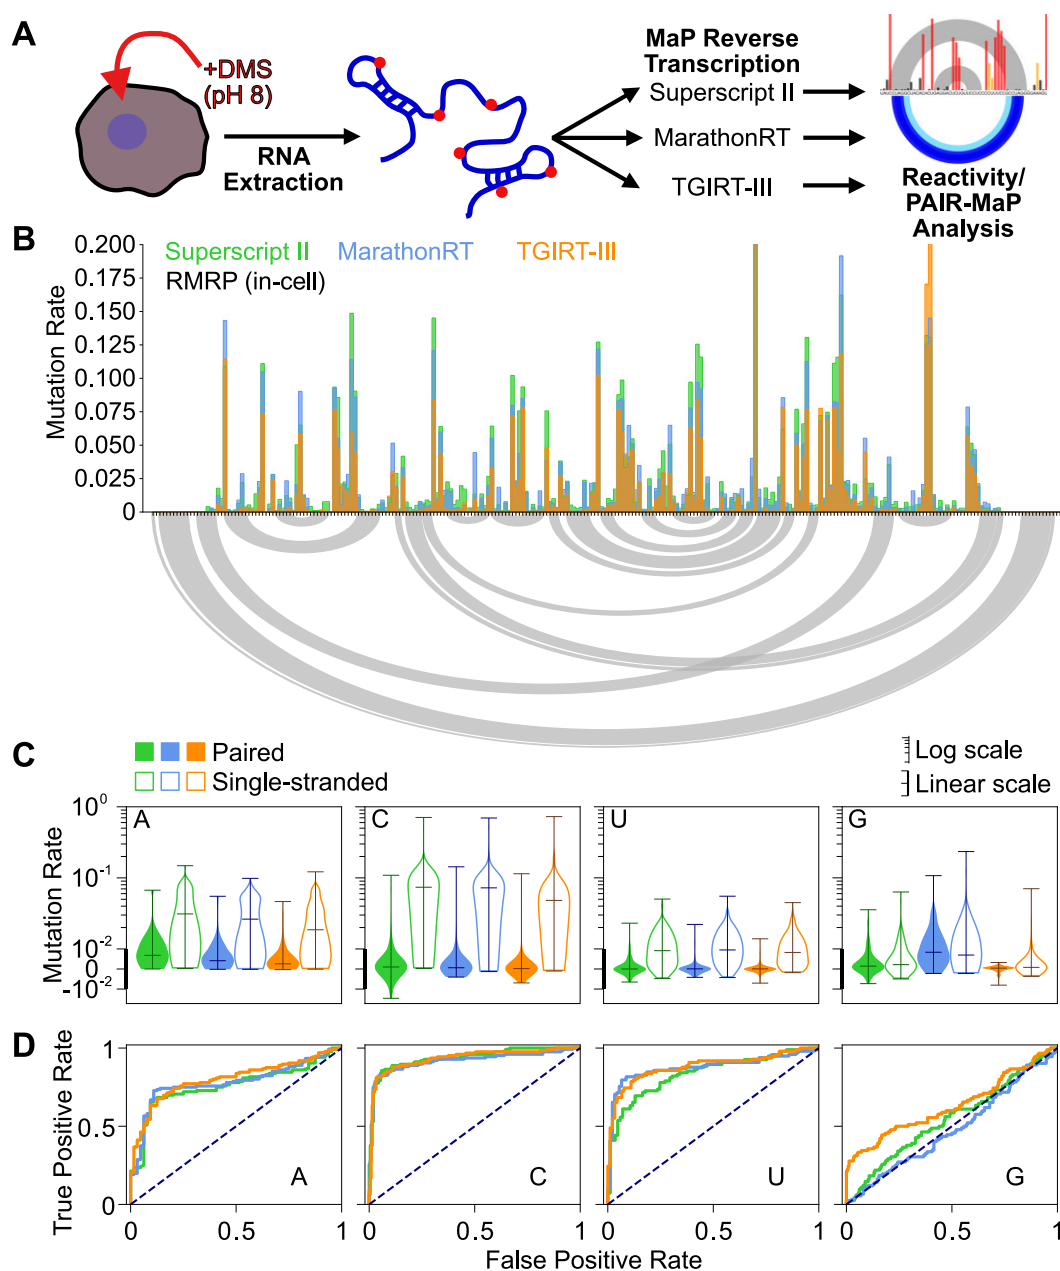 A
+DMS
(pH 8)
RNA
Extraction
MaP Reverse
Transcription
Superscript II
MarathonRT
TGIRT-III
Reactivity/
PAIR-MaP
Analysis
B
Superscript II MarathonRT TGIRT-III
RMRP (in-cell)
Mutation Rate
0.200
0.175
0.150
0.125
0.100
0.075
0.050
0.025
0
C
Paired
Single-stranded
Log scale
Linear scale
Mutation Rate
10⁰
10⁻¹
10⁻²
0
-10⁻²
A
C
U
G
D
True Positive Rate
1
0.5
0
A
C
U
G
0 0.5 1
0 0.5 1
0 0.5 1
0 0.5 1
False Positive Rate